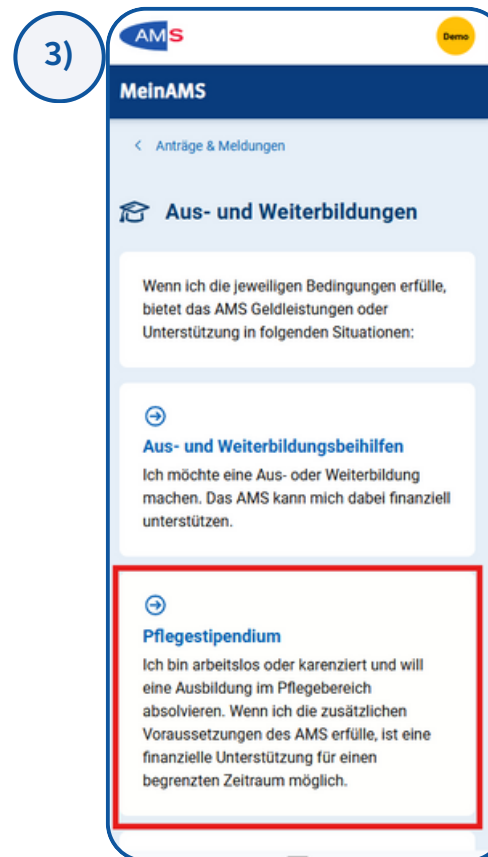 3)
AMS
Demo
MeinAMS
< Anträge & Meldungen
Aus- und Weiterbildungen
Wenn ich die jeweiligen Bedingungen erfülle,
bietet das AMS Geldleistungen oder
Unterstützung in folgenden Situationen:
Aus- und Weiterbildungsbeihilfen
Ich möchte eine Aus- oder Weiterbildung
machen. Das AMS kann mich dabei finanziell
unterstützen.
Pflegestipendium
Ich bin arbeitslos oder karenziert und will
eine Ausbildung im Pflegebereich
absolvieren. Wenn ich die zusätzlichen
Voraussetzungen des AMS erfülle, ist eine
finanzielle Unterstützung für einen
begrenzten Zeitraum möglich.